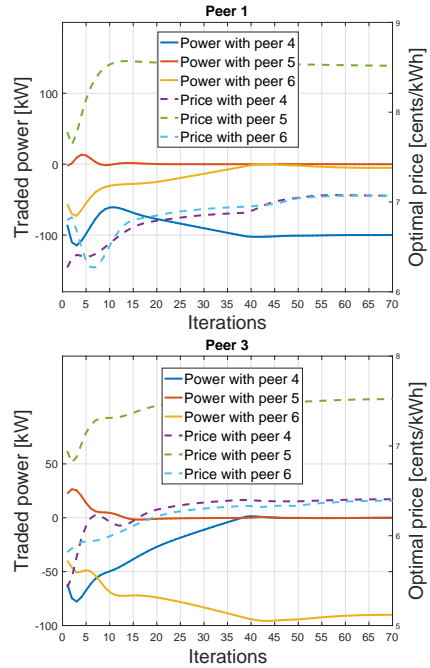 Peer 1
Traded power [kW]
100
0
-100
Power with peer 4
Power with peer 5
Power with peer 6
Price with peer 4
Price with peer 5
Price with peer 6
9
8
7
6
Optimal price [cents/kWh]
0 5 10 15 20 25 30 35 40 45 50 55 60 65 70
Iterations
Peer 3
Traded power [kW]
50
0
-50
-100
Power with peer 4
Power with peer 5
Power with peer 6
Price with peer 4
Price with peer 5
Price with peer 6
8
7
6
5
Optimal price [cents/kWh]
0 5 10 15 20 25 30 35 40 45 50 55 60 65 70
Iterations